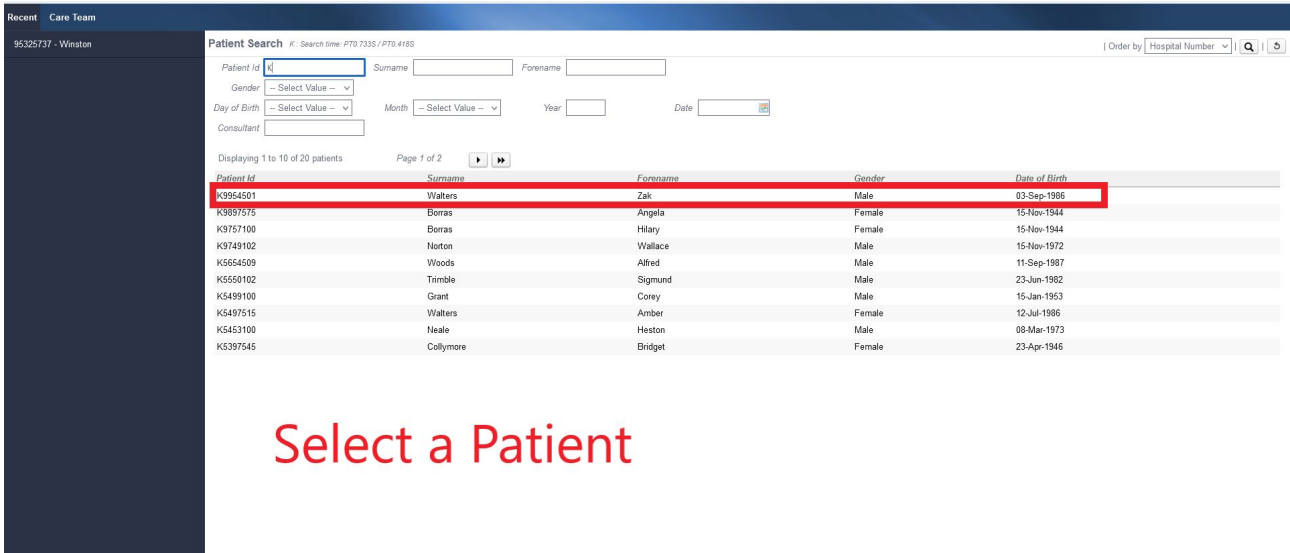 Recent Care Team
95325737 - Winston
Patient Search K : Search time: PT0.733S / PT0.418S | Order by Hospital Number | |
Patient Id K Surname Forename
Gender -- Select Value --
Day of Birth -- Select Value -- Month -- Select Value -- Year Date
Consultant
Displaying 1 to 10 of 20 patients Page 1 of 2
Patient Id Surname Forename Gender Date of Birth
K9954501 Walters Zak Male 03-Sep-1986
K9897575 Borras Angela Female 15-Nov-1944
K9757100 Borras Hilary Female 15-Nov-1944
K9749102 Norton Wallace Male 15-Nov-1972
K5654509 Woods Alfred Male 11-Sep-1987
K5550102 Trimble Sigmund Male 23-Jun-1982
K5499100 Grant Corey Male 15-Jan-1953
K5497515 Walters Amber Female 12-Jul-1986
K5453100 Neale Heston Male 08-Mar-1973
K5397545 Collymore Bridget Female 23-Apr-1946
Select a Patient